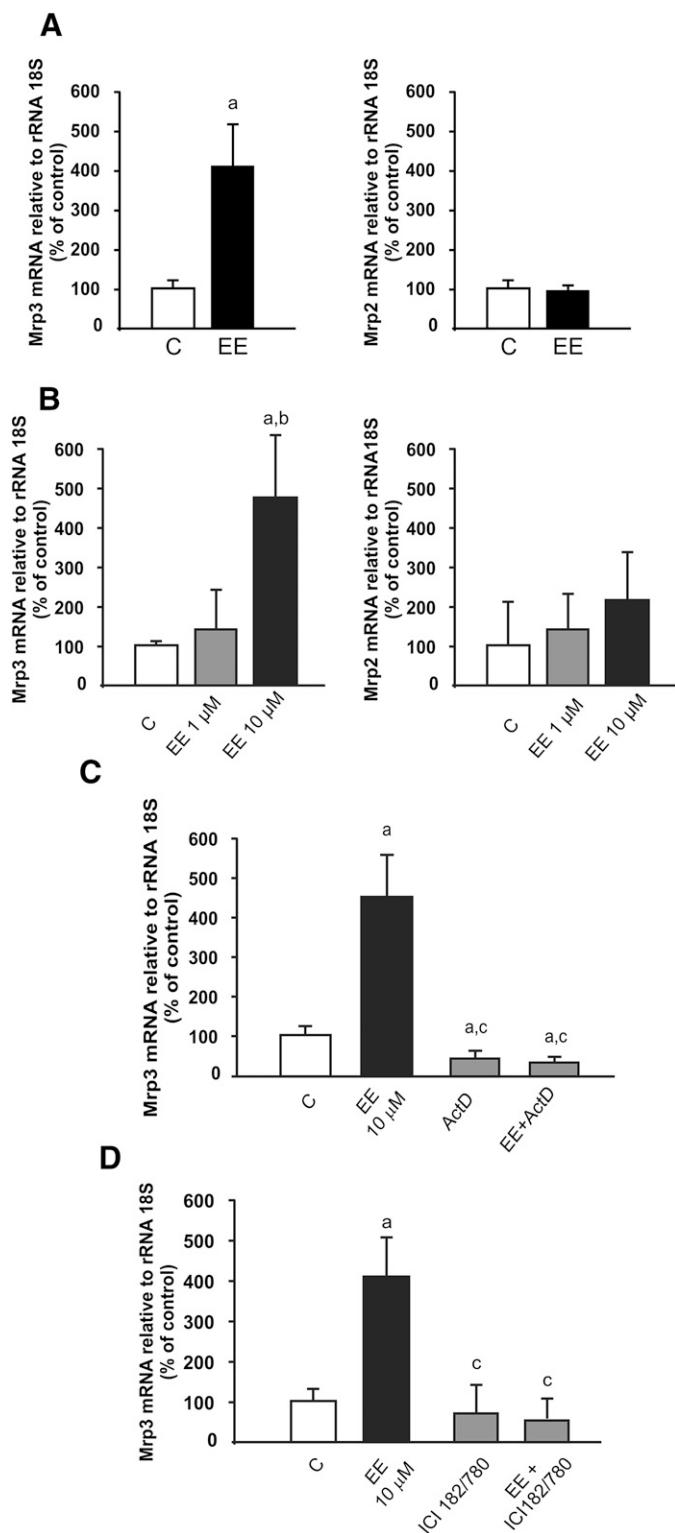 A
Mrp3 mRNA relative to rRNA 18S
(% of control)
600
500
400
300
200
100
0
a
C
EE
Mrp2 mRNA relative to rRNA 18S
(% of control)
600
500
400
300
200
100
0
C
EE
B
Mrp3 mRNA relative to rRNA 18S
(% of control)
600
500
400
300
200
100
0
a,b
C
EE 1 µM
EE 10 µM
Mrp2 mRNA relative to rRNA18S
(% of control)
600
500
400
300
200
100
0
C
EE 1 µM
EE 10 µM
C
Mrp3 mRNA relative to rRNA 18S
(% of control)
600
500
400
300
200
100
0
a
a,c
a,c
C
EE
10 µM
ActD
EE+ActD
D
Mrp3 mRNA relative to rRNA 18S
(% of control)
600
500
400
300
200
100
0
a
c
c
C
EE
10 µM
ICI 182/780
EE +
ICI182/780